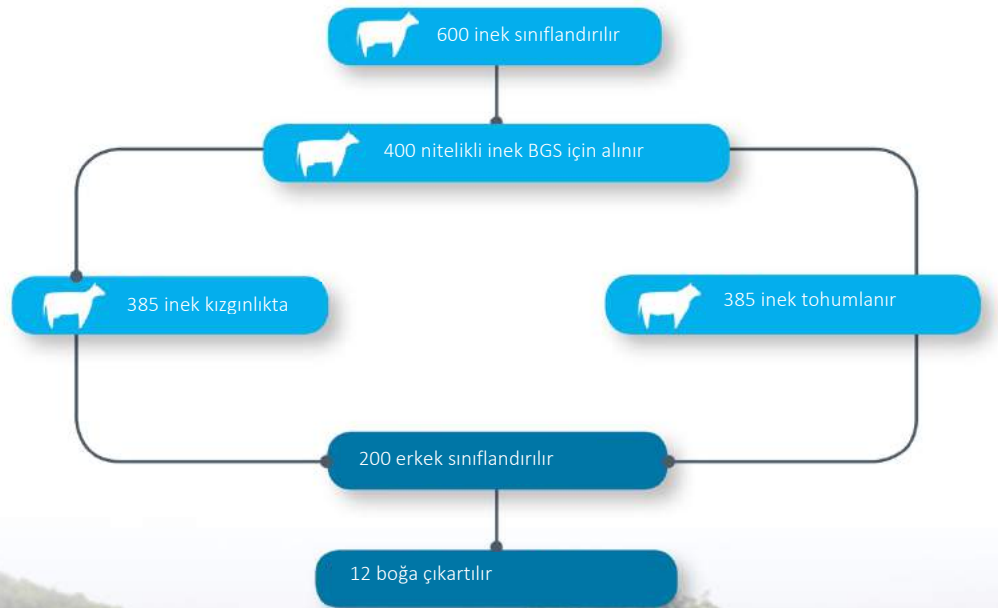 600 inek sınıflandırılır
400 nitelikli inek BGS için alınır
385 inek kızgınlıkta
385 inek tohumlanır
200 erkek sınıflandırılır
12 boğa çıkartılır